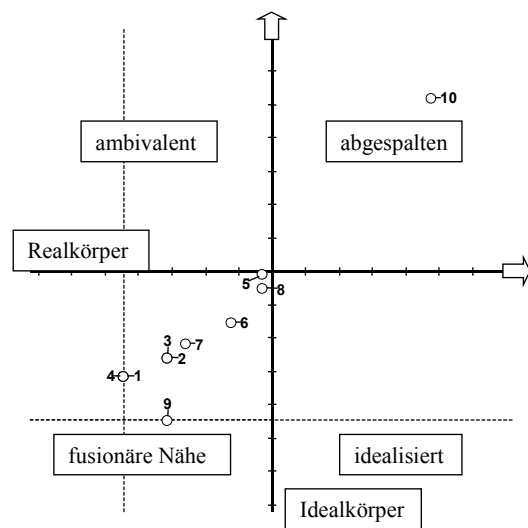 10
ambivalent
abgespalten
Realkörper
5
8
6
3
7
2
4
1
9
fusionäre Nähe
idealisiert
Idealkörper